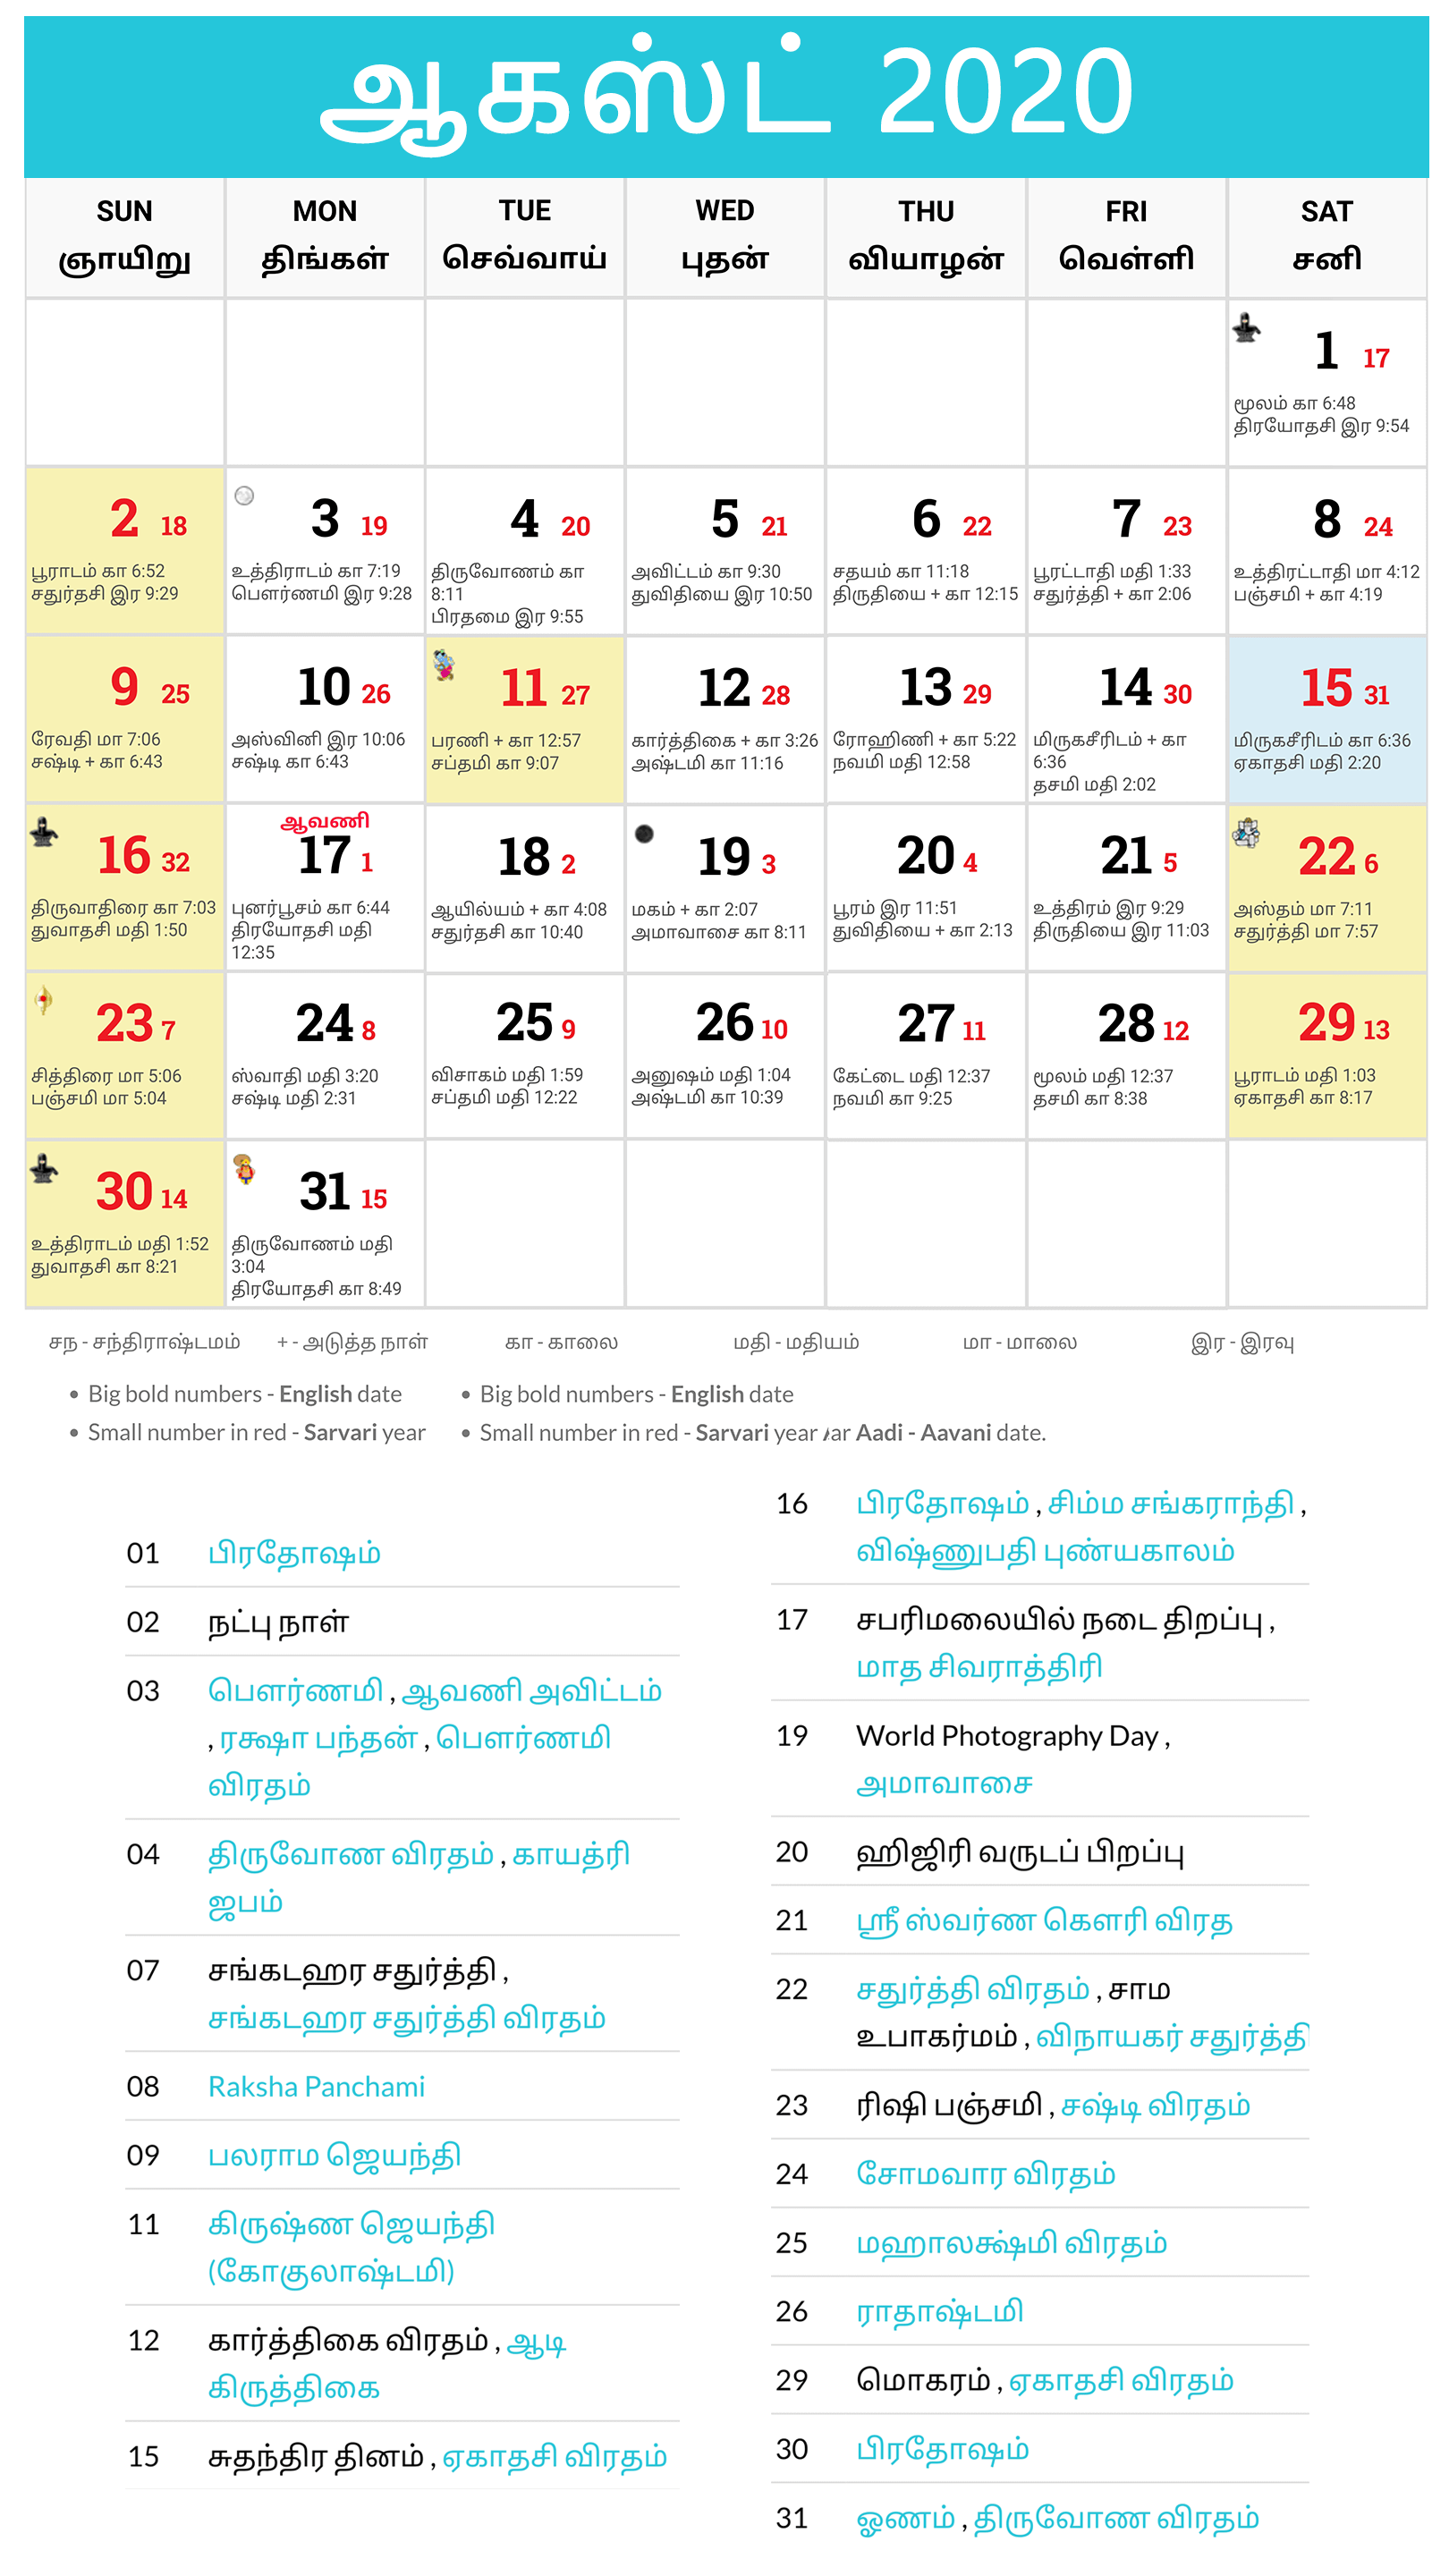 ஆகஸ்ட் 2020
SUN MON TUE WED THU FRI SAT
ஞாயிறு திங்கள் செவ்வாய் புதன் வியாழன் வெள்ளி சனி
1 17
மூலம் கா 6:48
திரயோதசி இர 9:54
2 18
பூராடம் கா 6:52
சதுர்தசி இர 9:29
3 19
உத்திராடம் கா 7:19
பௌர்ணமி இர 9:28
4 20
திருவோணம் கா
8:11
பிரதமை இர 9:55
5 21
அவிட்டம் கா 9:30
துவிதியை இர 10:50
6 22
சதயம் கா 11:18
திருதியை + கா 12:15
7 23
பூரட்டாதி மதி 1:33
சதுர்த்தி + கா 2:06
8 24
உத்திரட்டாதி மா 4:12
பஞ்சமி + கா 4:19
9 25
ரேவதி மா 7:06
சஷ்டி + கா 6:43
10 26
அஸ்வினி இர 10:06
சஷ்டி கா 6:43
11 27
பரணி + கா 12:57
சப்தமி கா 9:07
12 28
கார்த்திகை + கா 3:26
அஷ்டமி கா 11:16
13 29
ரோஹிணி + கா 5:22
நவமி மதி 12:58
14 30
மிருகசீரிடம் + கா
6:36
தசமி மதி 2:02
15 31
மிருகசீரிடம் கா 6:36
ஏகாதசி மதி 2:20
16 32
திருவாதிரை கா 7:03
துவாதசி மதி 1:50
ஆவணி
17 1
புனர்பூசம் கா 6:44
திரயோதசி மதி
12:35
18 2
ஆயில்யம் + கா 4:08
சதுர்தசி கா 10:40
19 3
மகம் + கா 2:07
அமாவாசை கா 8:11
20 4
பூரம் இர 11:51
துவிதியை + கா 2:13
21 5
உத்திரம் இர 9:29
திருதியை இர 11:03
22 6
அஸ்தம் மா 7:11
சதுர்த்தி மா 7:57
23 7
சித்திரை மா 5:06
பஞ்சமி மா 5:04
24 8
ஸ்வாதி மதி 3:20
சஷ்டி மதி 2:31
25 9
விசாகம் மதி 1:59
சப்தமி மதி 12:22
26 10
அனுஷம் மதி 1:04
அஷ்டமி கா 10:39
27 11
கேட்டை மதி 12:37
நவமி கா 9:25
28 12
மூலம் மதி 12:37
தசமி கா 8:38
29 13
பூராடம் மதி 1:03
ஏகாதசி கா 8:17
30 14
உத்திராடம் மதி 1:52
துவாதசி கா 8:21
31 15
திருவோணம் மதி
3:04
திரயோதசி கா 8:49
சந - சந்திராஷ்டமம் + - அடுத்த நாள் கா - காலை மதி - மதியம் மா - மாலை இர - இரவு
• Big bold numbers - English date • Big bold numbers - English date
• Small number in red - Sarvari year • Small number in red - Sarvari year ar Aadi - Aavani date.
01 பிரதோஷம்
02 நட்பு நாள்
03 பௌர்ணமி , ஆவணி அவிட்டம்
, ரக்ஷா பந்தன் , பௌர்ணமி
விரதம்
04 திருவோண விரதம் , காயத்ரி
ஜபம்
07 சங்கடஹர சதுர்த்தி ,
சங்கடஹர சதுர்த்தி விரதம்
08 Raksha Panchami
09 பலராம ஜெயந்தி
11 கிருஷ்ண ஜெயந்தி
(கோகுலாஷ்டமி)
12 கார்த்திகை விரதம் , ஆடி
கிருத்திகை
15 சுதந்திர தினம் , ஏகாதசி விரதம்
16 பிரதோஷம் , சிம்ம சங்கராந்தி ,
விஷ்ணுபதி புண்யகாலம்
17 சபரிமலையில் நடை திறப்பு ,
மாத சிவராத்திரி
19 World Photography Day ,
அமாவாசை
20 ஹிஜிரி வருடப் பிறப்பு
21 ஸ்ரீ ஸ்வர்ண கௌரி விரத
22 சதுர்த்தி விரதம் , சாம
உபாகர்மம் , விநாயகர் சதுர்த்தி
23 ரிஷி பஞ்சமி , சஷ்டி விரதம்
24 சோமவார விரதம்
25 மஹாலக்ஷ்மி விரதம்
26 ராதாஷ்டமி
29 மொகரம் , ஏகாதசி விரதம்
30 பிரதோஷம்
31 ஓணம் , திருவோண விரதம்